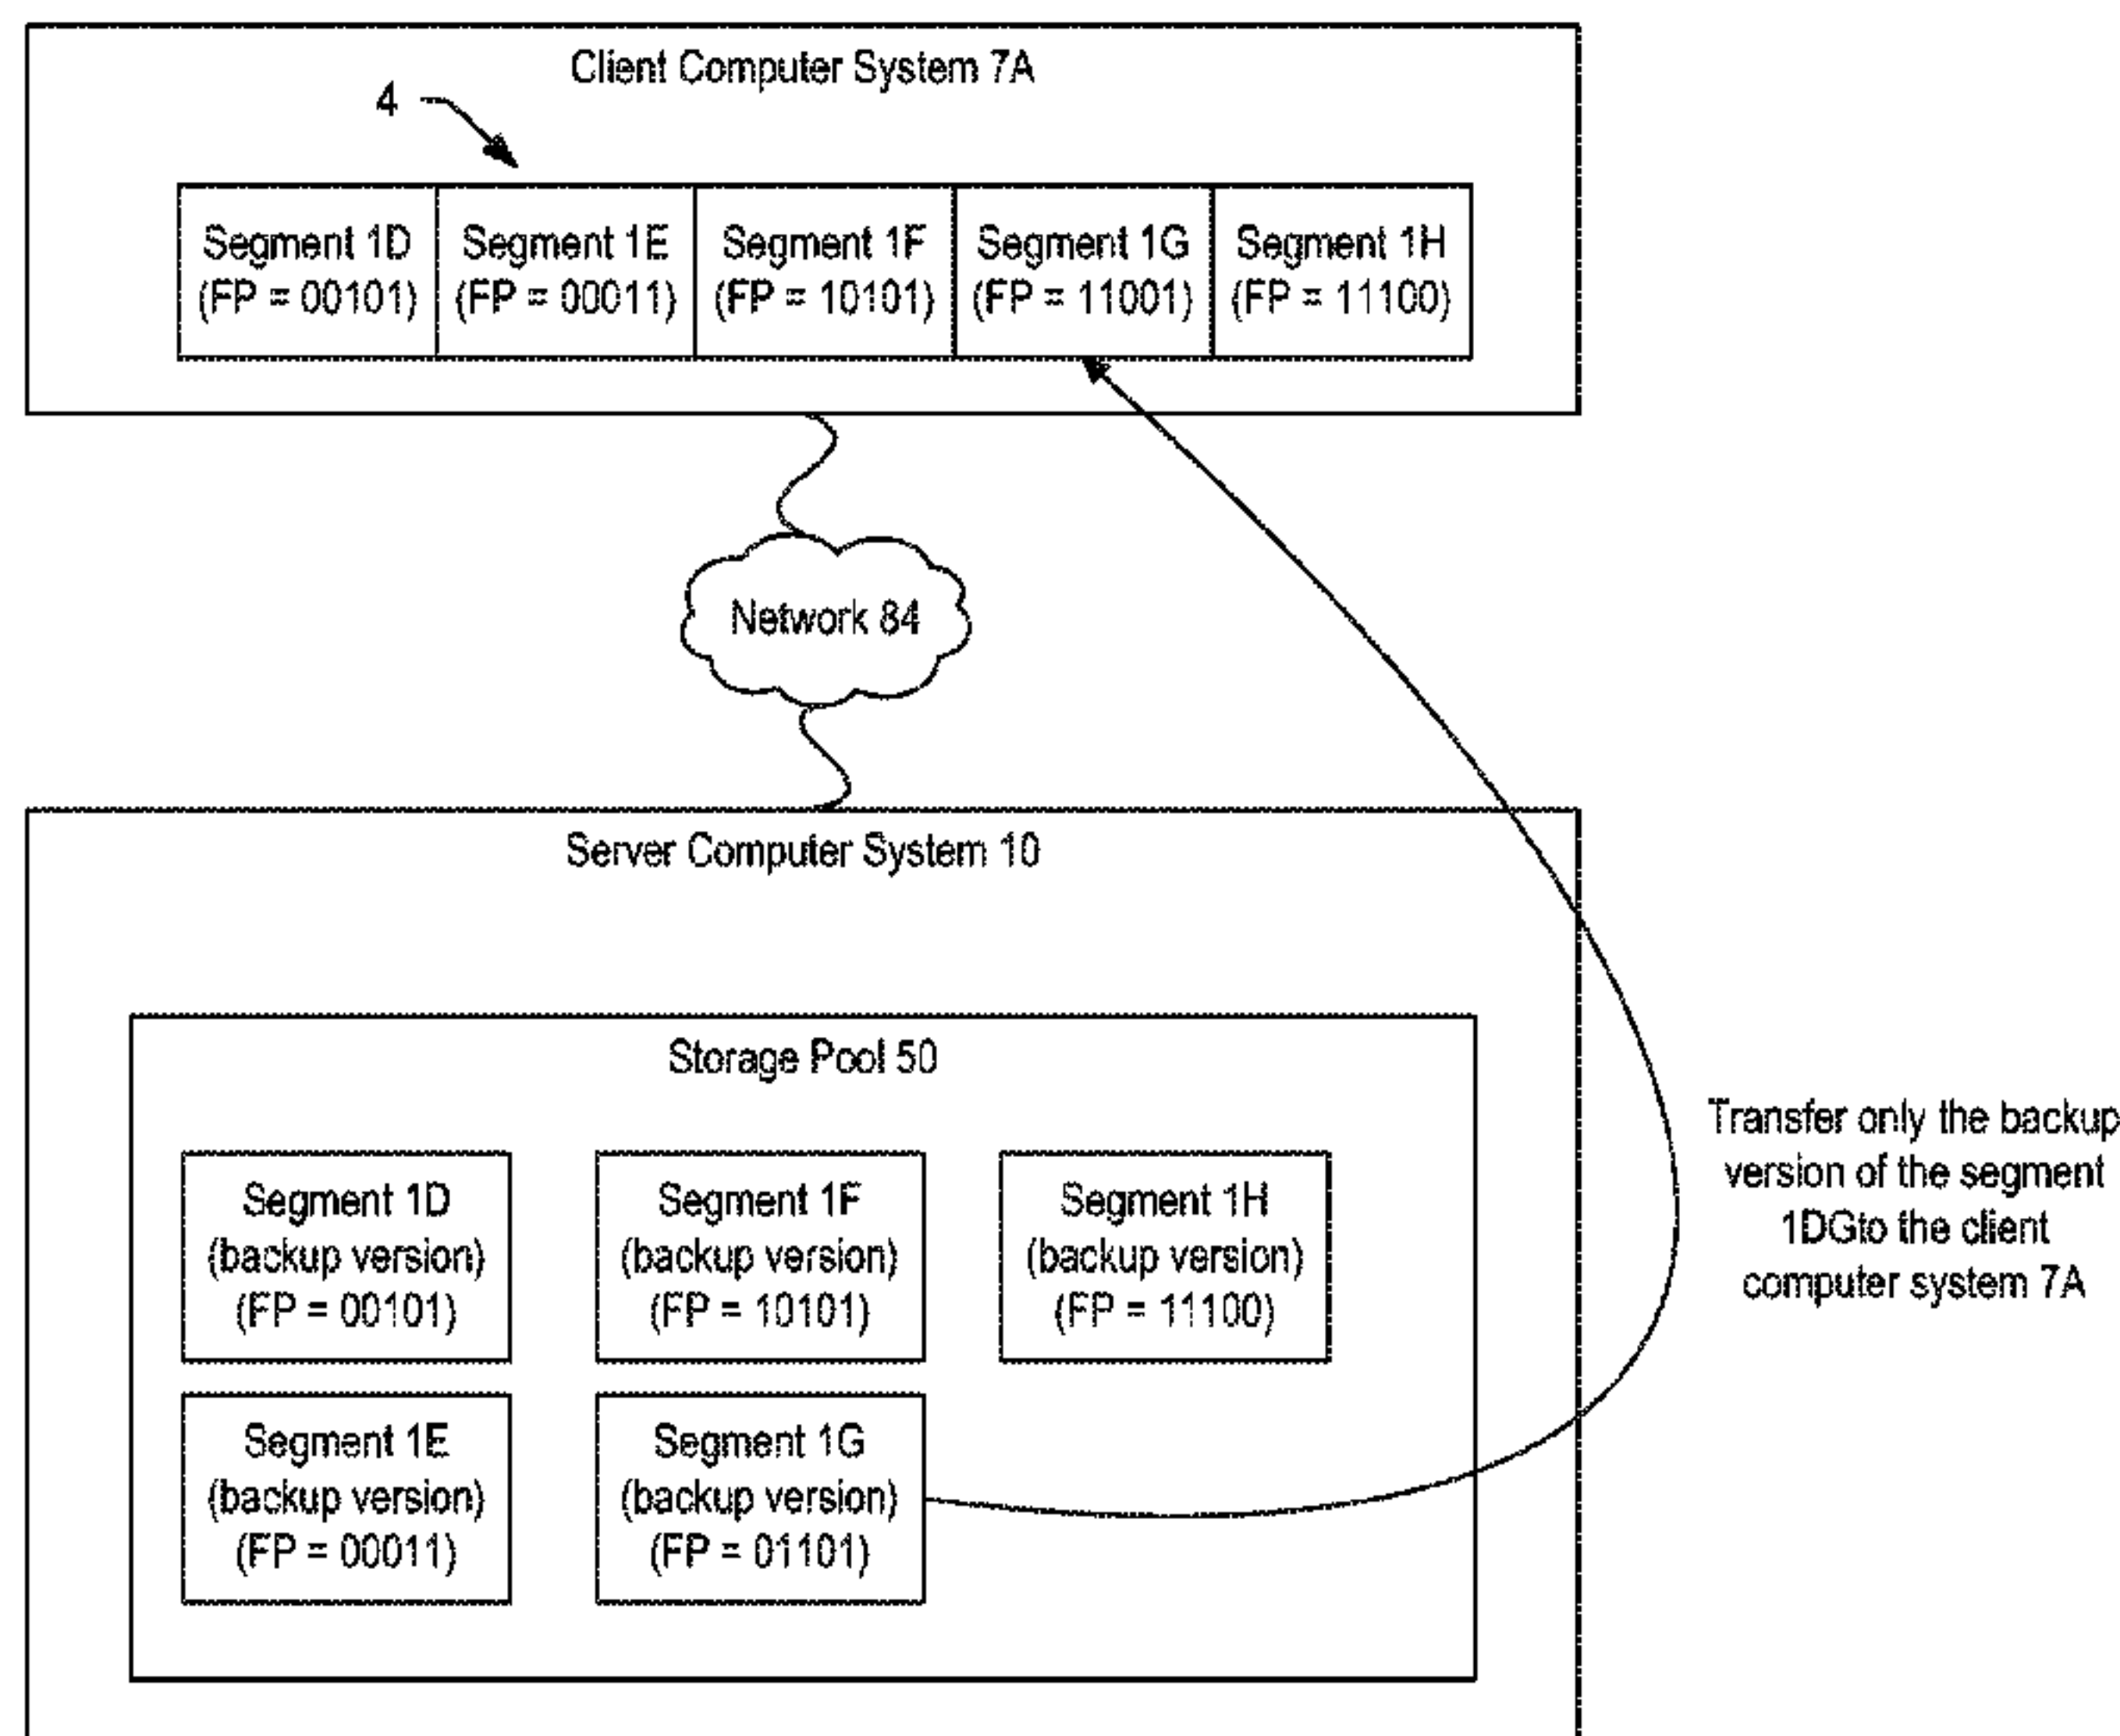 Client Computer System 7A
4
Segment 1D
(FP = 00101)
Segment 1E
(FP = 00011)
Segment 1F
(FP = 10101)
Segment 1G
(FP = 11001)
Segment 1H
(FP = 11100)
Network 84
Server Computer System 10
Storage Pool 50
Segment 1D
(backup version)
(FP = 00101)
Segment 1F
(backup version)
(FP = 10101)
Segment 1H
(backup version)
(FP = 11100)
Segment 1E
(backup version)
(FP = 00011)
Segment 1G
(backup version)
(FP = 01101)
Transfer only the backup
version of the segment
1DGto the client
computer system 7A